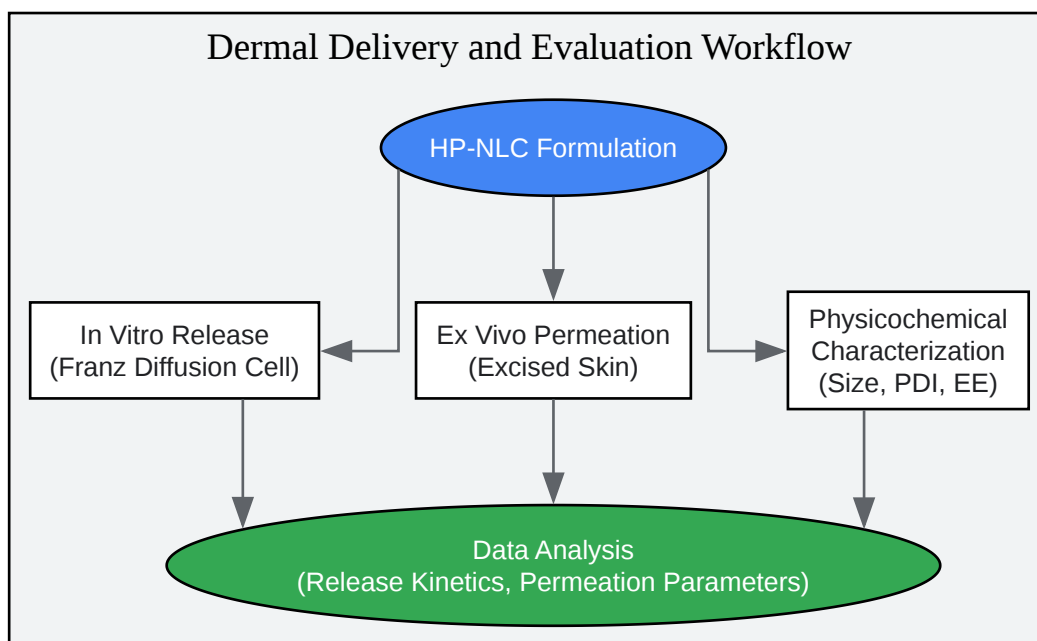 Dermal Delivery and Evaluation Workflow
HP-NLC Formulation
In Vitro Release
(Franz Diffusion Cell)
Ex Vivo Permeation
(Excised Skin)
Physicochemical
Characterization
(Size, PDI, EE)
Data Analysis
(Release Kinetics, Permeation Parameters)